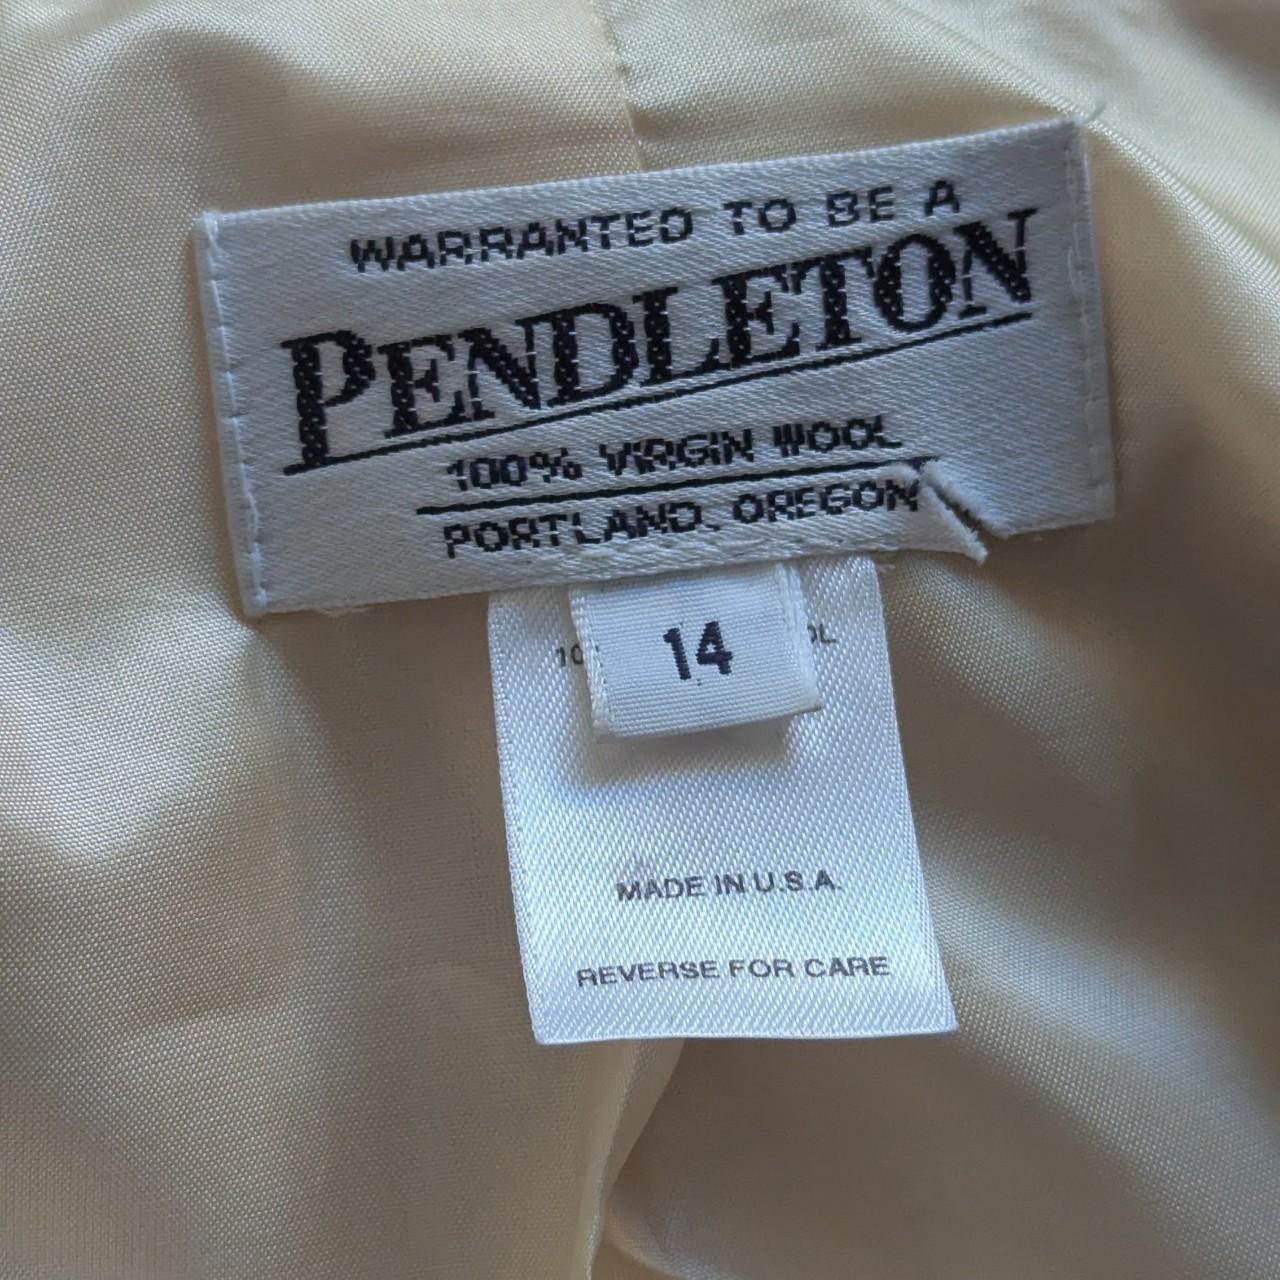 WARRANTED TO BE A
PENDLETON
100% VIRGIN WOOL
PORTLAND, OREGON
14
MADE IN U.S.A.
REVERSE FOR CARE